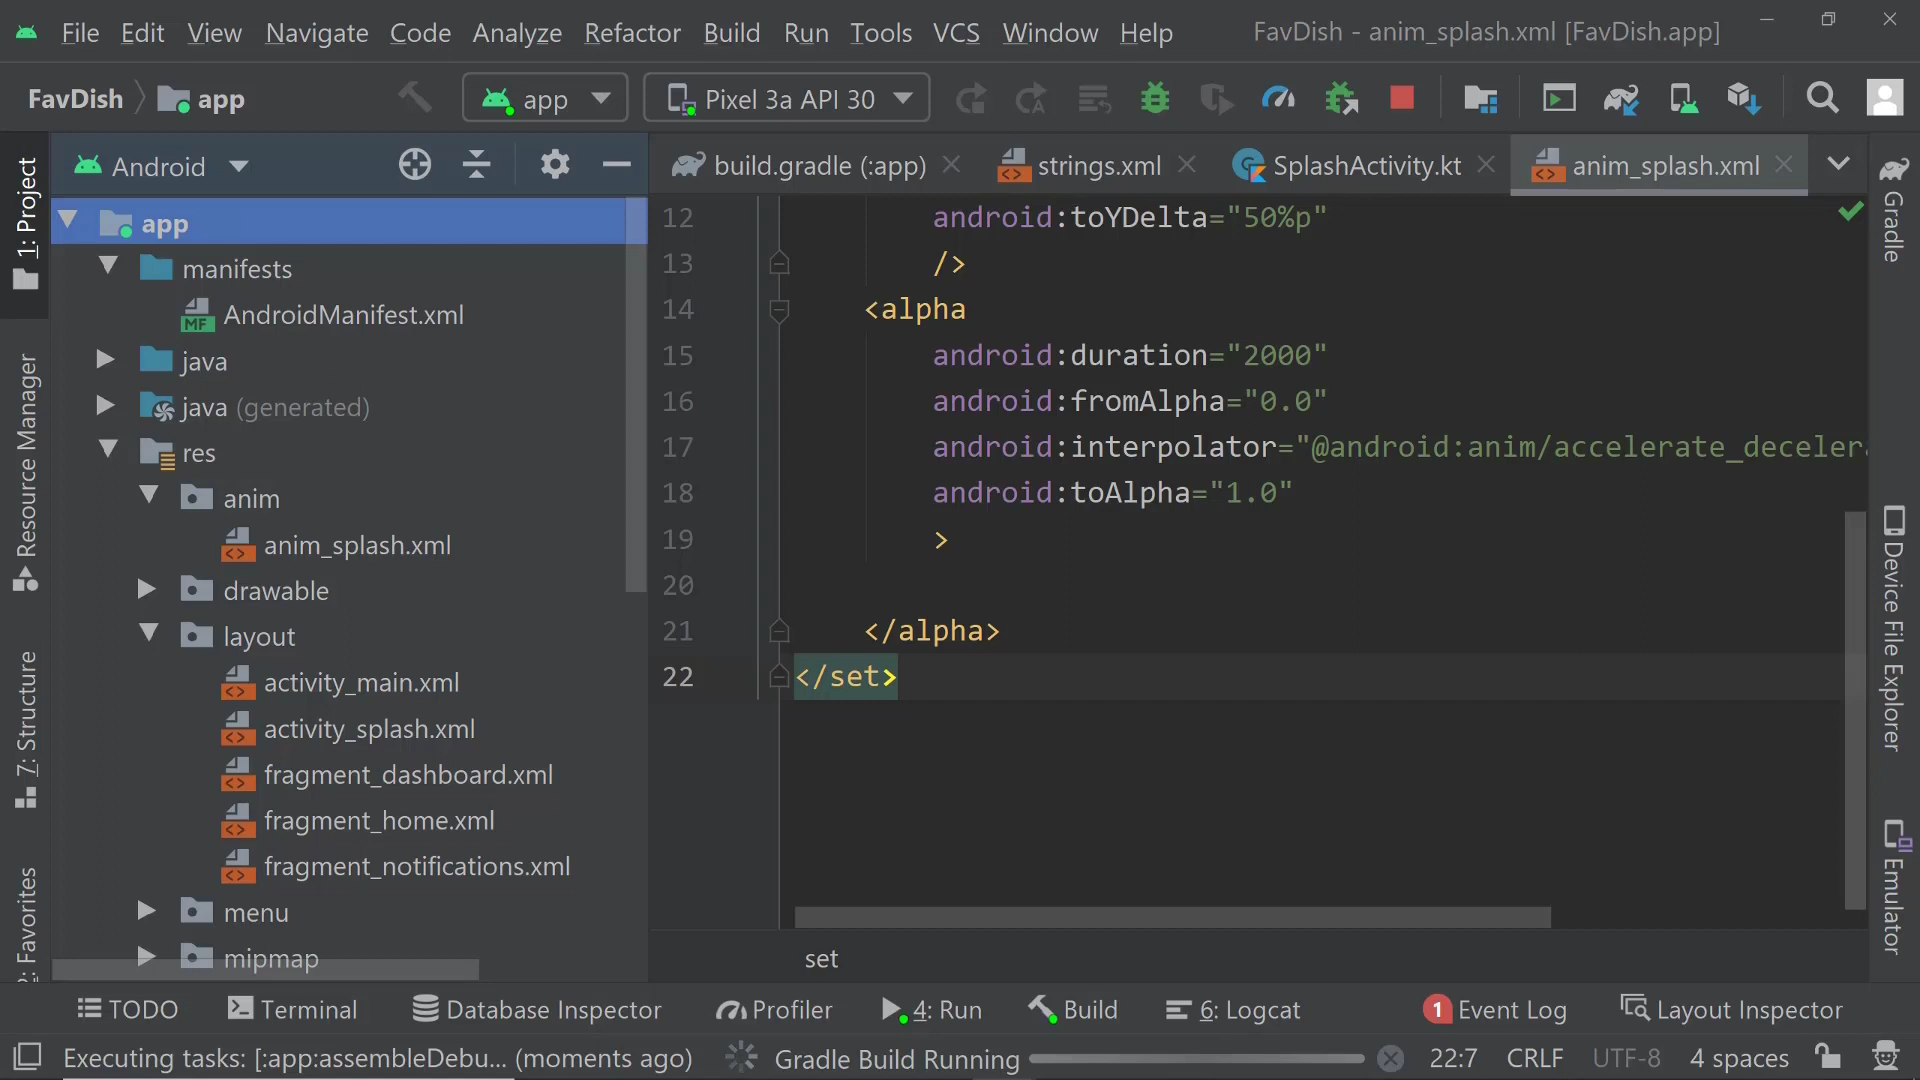 File Edit View Navigate Code Analyze Refactor Build Run Tools VCS Window Help FavDish - anim_splash.xml [FavDish.app]
FavDish app app Pixel 3a API 30
Android build.gradle (:app) strings.xml SplashActivity.kt anim_splash.xml
1: Project
Resource Manager
7: Structure
2: Favorites
app
manifests
AndroidManifest.xml
java
java (generated)
res
anim
anim_splash.xml
drawable
layout
activity_main.xml
activity_splash.xml
fragment_dashboard.xml
fragment_home.xml
fragment_notifications.xml
menu
mipmap
12 android:toYDelta="50%p"
13 />
14 <alpha
15 android:duration="2000"
16 android:fromAlpha="0.0"
17 android:interpolator="@android:anim/accelerate_decelera
18 android:toAlpha="1.0"
19 >
20
21 </alpha>
22 </set>
set
Gradle
Device File Explorer
Emulator
TODO Terminal Database Inspector Profiler 4: Run Build 6: Logcat 1 Event Log Layout Inspector
Executing tasks: [:app:assembleDebu... (moments ago) Gradle Build Running 22:7 CRLF UTF-8 4 spaces